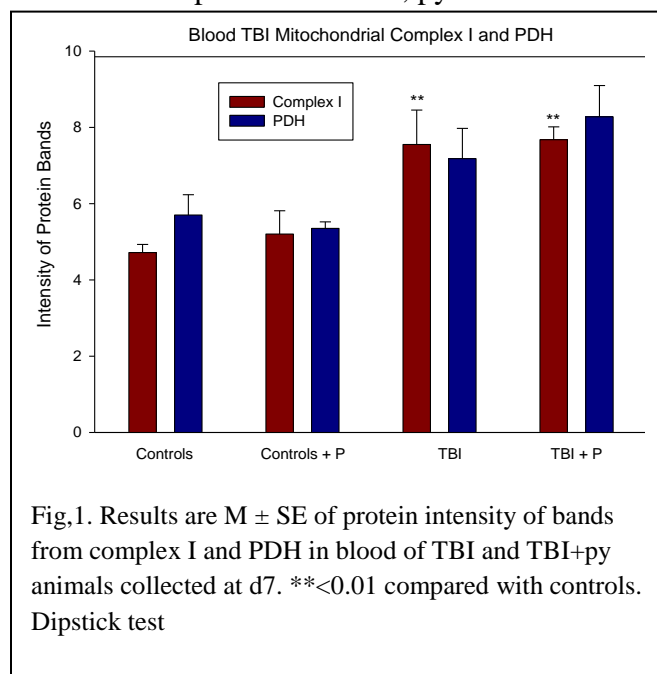 Blood TBI Mitochondrial Complex I and PDH
10
8
6
4
2
0
Intensity of Protein Bands
Complex I
PDH
**
**
Controls
Controls + P
TBI
TBI + P
Fig,1. Results are M ± SE of protein intensity of bands
from complex I and PDH in blood of TBI and TBI+py
animals collected at d7. **<0.01 compared with controls.
Dipstick test